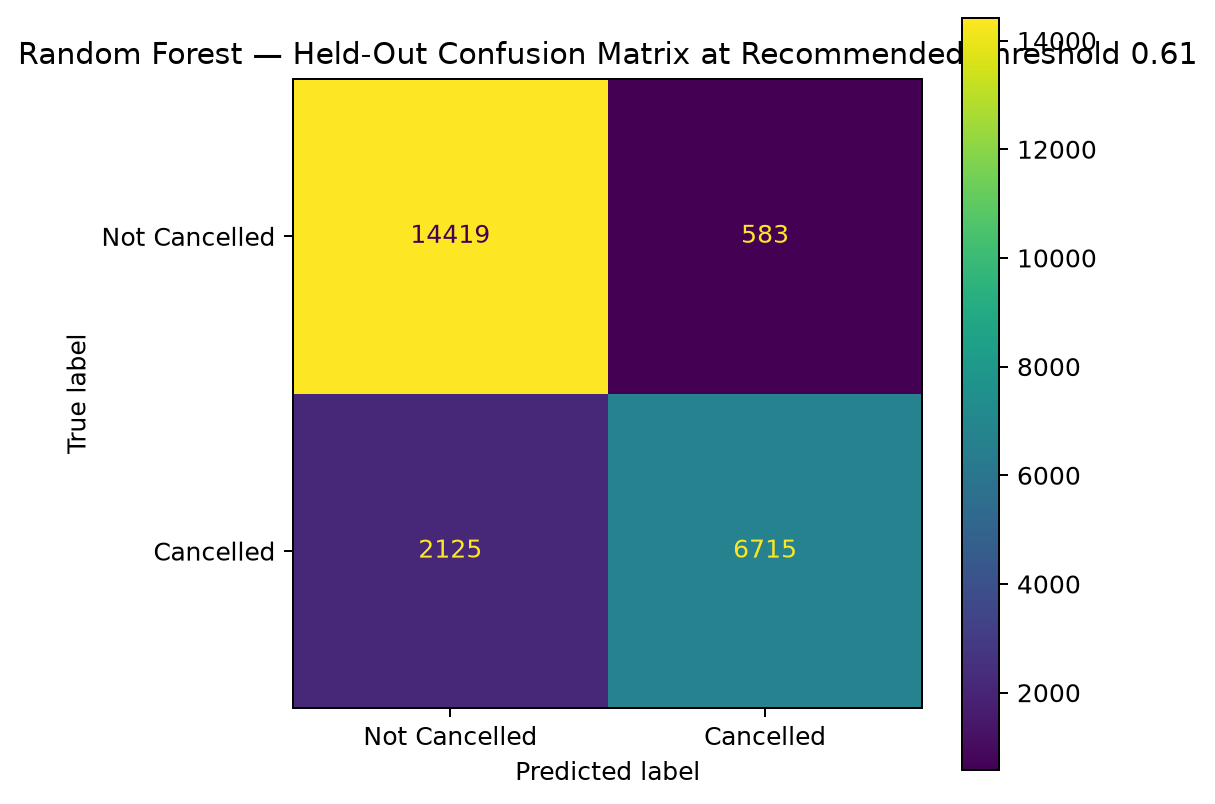 Random Forest — Held-Out Confusion Matrix at Recommended hreshold 0.61
14000
12000
10000
8000
6000
4000
2000
Not Cancelled
14419
583
Cancelled
2125
6715
True label
Not Cancelled
Cancelled
Predicted label